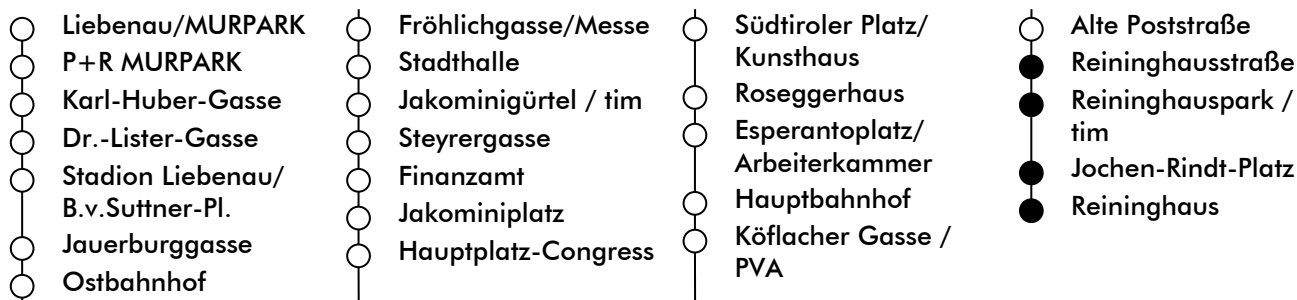 Liebenau/MURPARK
P+R MURPARK
Karl-Huber-Gasse
Dr.-Lister-Gasse
Stadion Liebenau/
B.v.Suttner-Pl.
Jauerburggasse
Ostbahnhof
Fröhlichgasse/Messe
Stadthalle
Jakominigürtel / tim
Steyrergasse
Finanzamt
Jakominiplatz
Hauptplatz-Congress
Südtiroler Platz/
Kunsthaus
Roseggerhaus
Esperantoplatz/
Arbeiterkammer
Hauptbahnhof
Köflacher Gasse /
PVA
Alte Poststraße
Reininghausstraße
Reininghauspark /
tim
Jochen-Rindt-Platz
Reininghaus